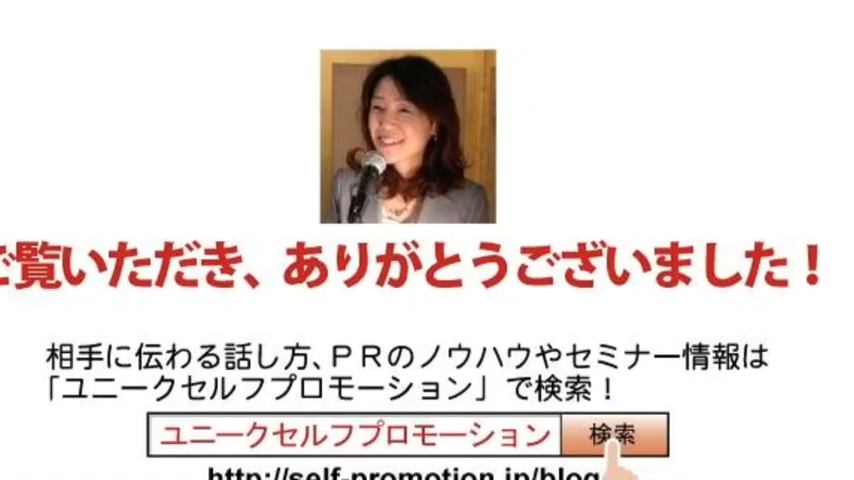 ご覧いただき、ありがとうございました！
相手に伝わる話し方、ＰＲのノウハウやセミナー情報は
「ユニークセルフプロモーション」で検索！
ユニークセルフプロモーション 検索
http://self-promotion.jp/blog